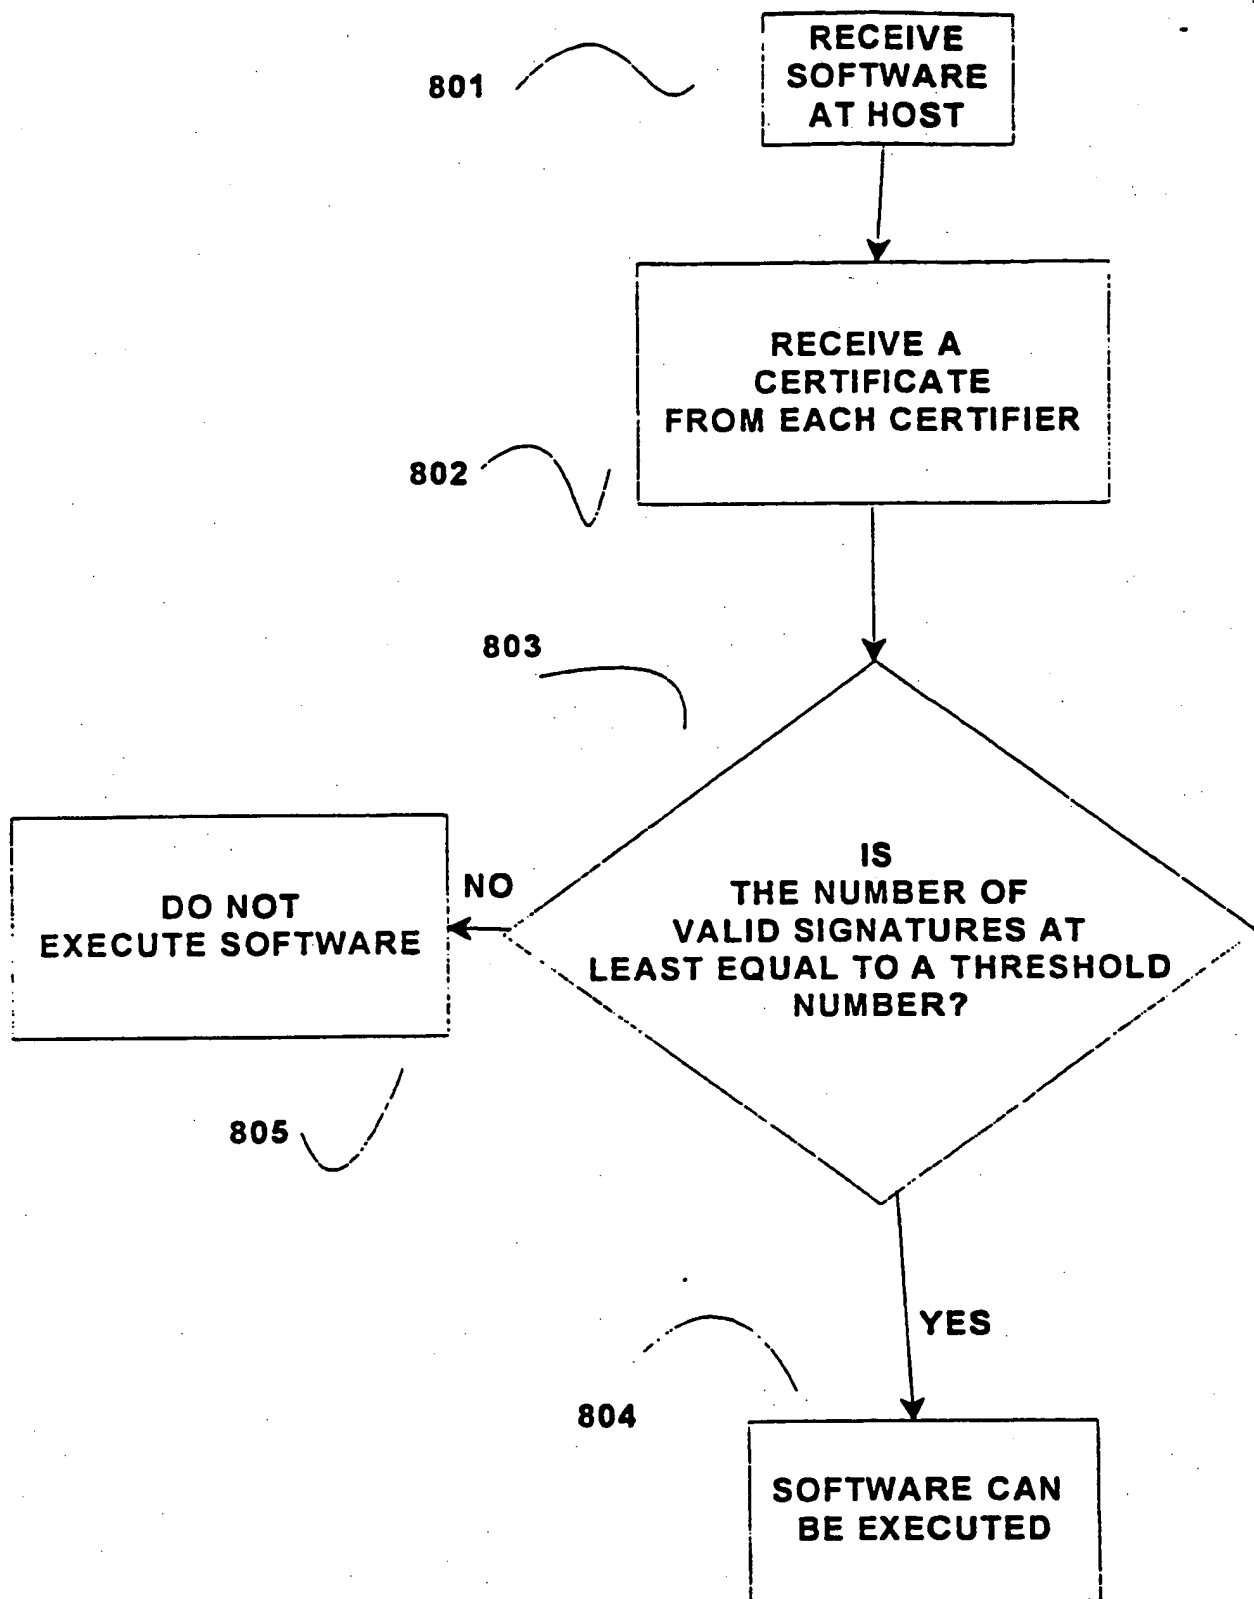 RECEIVE
SOFTWARE
AT HOST
801
RECEIVE A
CERTIFICATE
FROM EACH CERTIFIER
802
803
IS
THE NUMBER OF
VALID SIGNATURES AT
LEAST EQUAL TO A THRESHOLD
NUMBER?
NO
DO NOT
EXECUTE SOFTWARE
805
YES
804
SOFTWARE CAN
BE EXECUTED